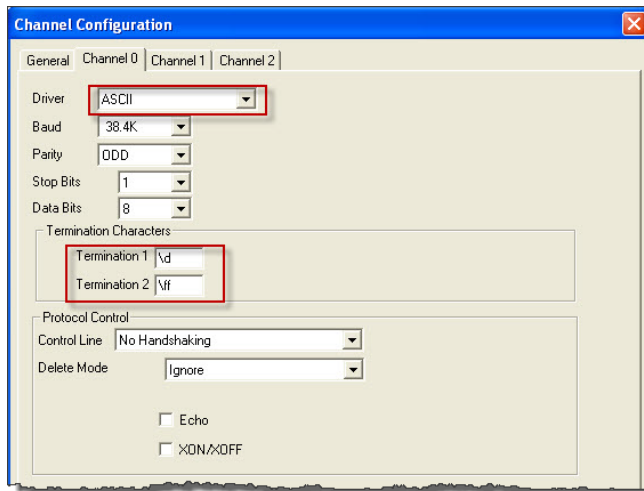 Channel Configuration
General Channel 0 Channel 1 Channel 2
Driver ASCII
Baud 38.4K
Parity ODD
Stop Bits 1
Data Bits 8
Termination Characters
Termination 1 \d
Termination 2 \ff
Protocol Control
Control Line No Handshaking
Delete Mode Ignore
Echo
XON/XOFF